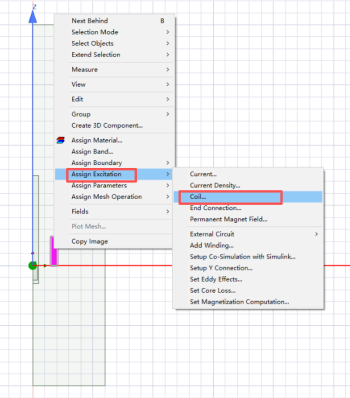 Z
Next Behind B
Selection Mode >
Select Objects >
Extend Selection >
Measure >
View >
Edit >
Group >
Create 3D Component...
Assign Material...
Assign Band...
Assign Boundary >
Assign Excitation >
Assign Parameters >
Assign Mesh Operation >
Fields >
Plot Mesh...
Copy Image
Current...
Current Density...
Coil...
End Connection...
Permanent Magnet Field...
External Circuit >
Add Winding...
Setup Co-Simulation with Simulink...
Setup Y Connection...
Set Eddy Effects...
Set Core Loss...
Set Magnetization Computation...